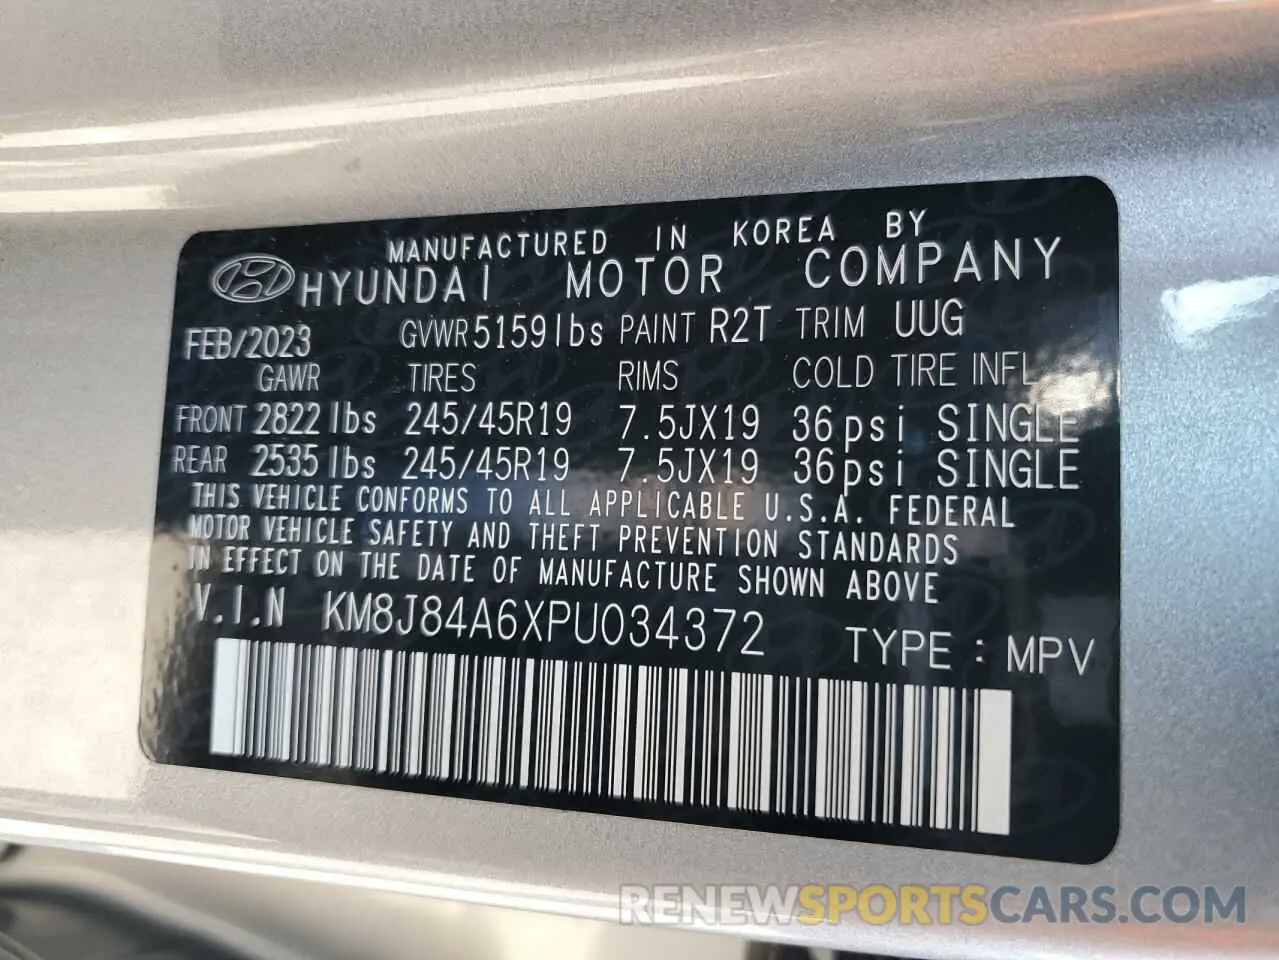 MANUFACTURED IN KOREA BY
HYUNDAI MOTOR COMPANY
FEB/2023 GVWR 5159 lbs PAINT R2T TRIM UUG
GAWR TIRES RIMS COLD TIRE INFL
FRONT 2822 lbs 245/45R19 7.5JX19 36psi SINGLE
REAR 2535 lbs 245/45R19 7.5JX19 36psi SINGLE
THIS VEHICLE CONFORMS TO ALL APPLICABLE U.S.A. FEDERAL
MOTOR VEHICLE SAFETY AND THEFT PREVENTION STANDARDS
IN EFFECT ON THE DATE OF MANUFACTURE SHOWN ABOVE
V.I.N KM8J84A6XPU034372 TYPE : MPV
RENEWSPORTSCARS.COM